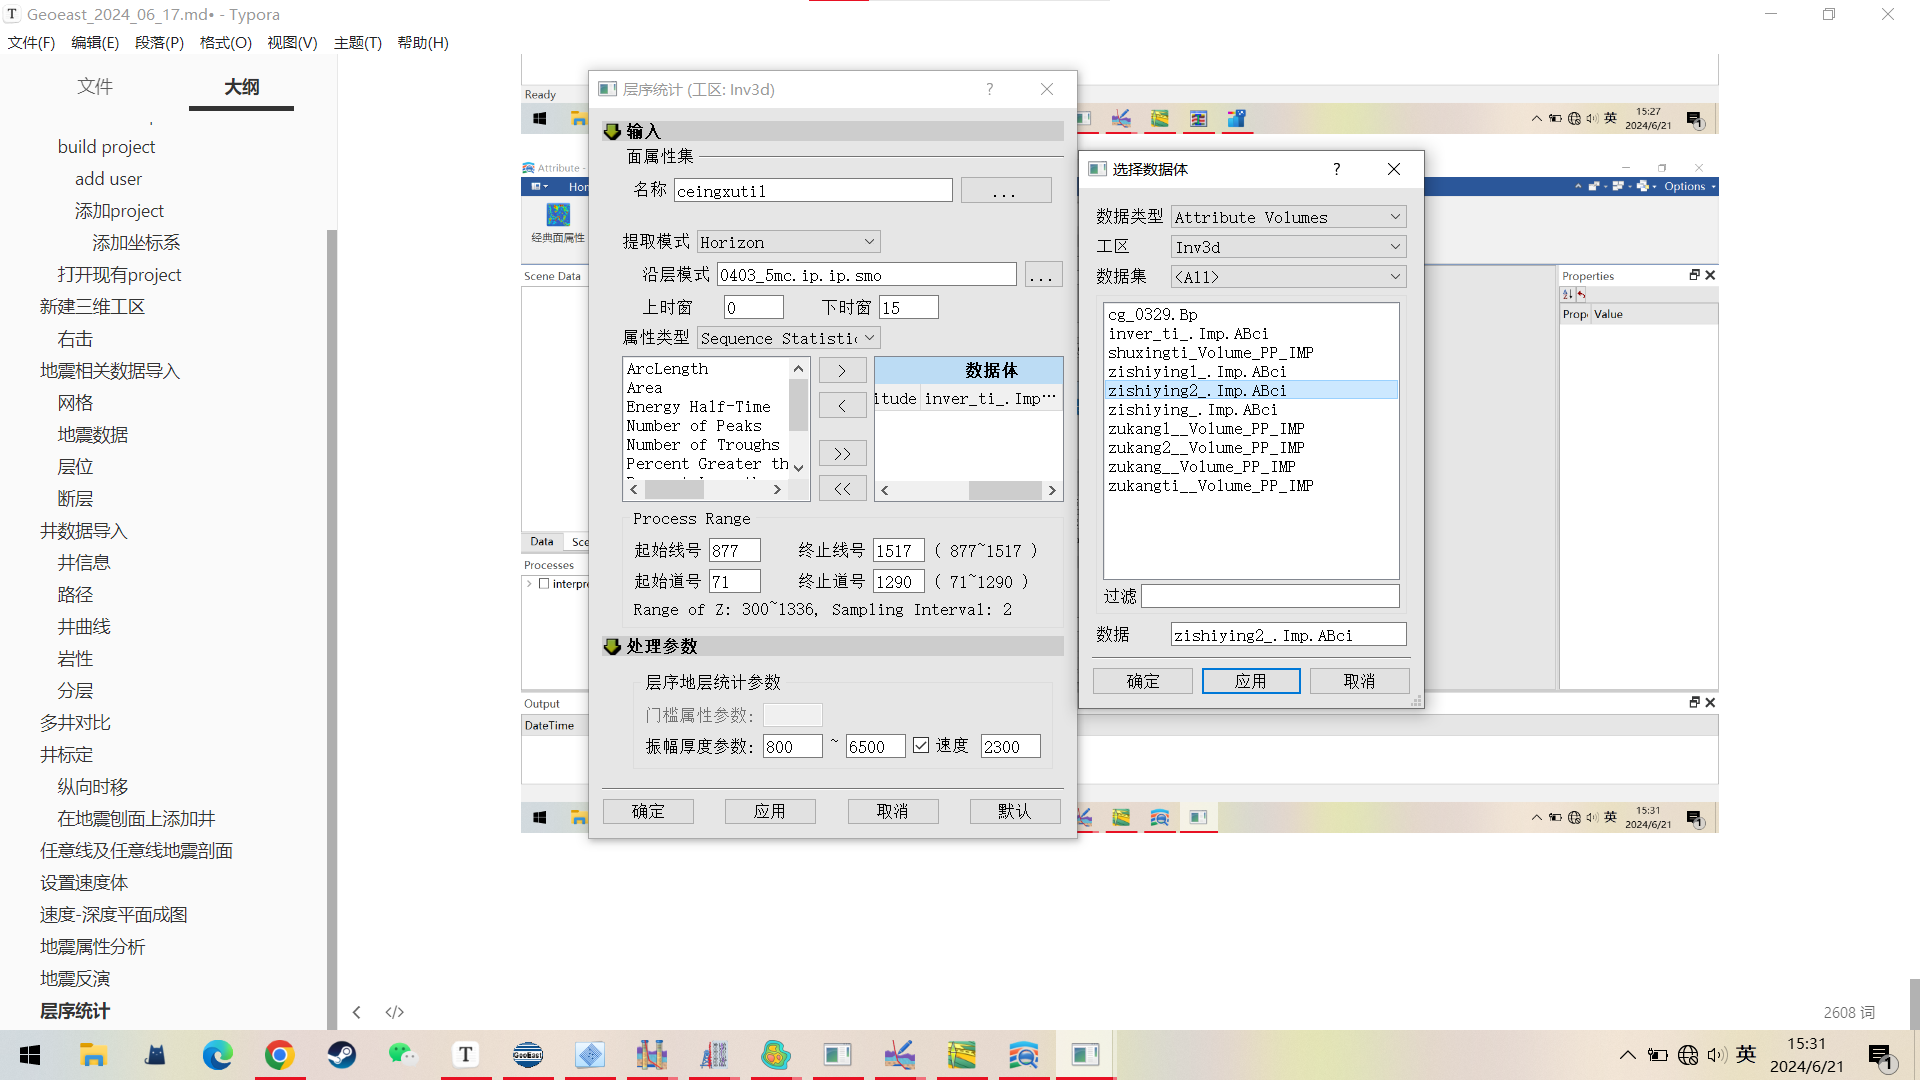 Geoeast_2024_06_17.md• - Typora
文件(F) 编辑(E) 段落(P) 格式(O) 视图(V) 主题(T) 帮助(H)
文件 大纲
build project
add user
添加project
添加坐标系
打开现有project
新建三维工区
右击
地震相关数据导入
网格
地震数据
层位
断层
井数据导入
井信息
路径
井曲线
岩性
分层
多井对比
井标定
纵向时移
在地震刨面上添加井
任意线及任意线地震剖面
设置速度体
速度-深度平面成图
地震属性分析
地震反演
层序统计
Ready
15:27
英
2024/6/21
1
Attribute -
Hom
Options
经典面属性
Scene Data
Data
Sce
Processes
interpre
Output
DateTime
Properties
Prop
Value
层序统计 (工区: Inv3d)
?
输入
面属性集
名称 ceingxutil ...
提取模式 Horizon
沿层模式 0403_5mc.ip.ip.smo ...
上时窗 0 下时窗 15
属性类型 Sequence Statistic
ArcLength
Area
Energy Half-Time
Number of Peaks
Number of Troughs
Percent Greater th
>
<
>>
<<
数据体
itude inver_ti_.Imp...
Process Range
起始线号 877 终止线号 1517 ( 877~1517 )
起始道号 71 终止道号 1290 ( 71~1290 )
Range of Z: 300~1336, Sampling Interval: 2
处理参数
层序地层统计参数
门槛属性参数:
振幅厚度参数: 800 ~ 6500 速度 2300
确定 应用 取消 默认
选择数据体
?
数据类型 Attribute Volumes
工区 Inv3d
数据集 <All>
cg_0329.Bp
inver_ti_.Imp.ABci
shuxingti_Volume_PP_IMP
zishiying1_.Imp.ABci
zishiying2_.Imp.ABci
zishiying_.Imp.ABci
zukang1__Volume_PP_IMP
zukang2__Volume_PP_IMP
zukang__Volume_PP_IMP
zukangti__Volume_PP_IMP
过滤
数据 zishiying2_.Imp.ABci
确定 应用 取消
15:31
英
2024/6/21
1
</>
2608 词
T
GeoEast
英
15:31
2024/6/21
1